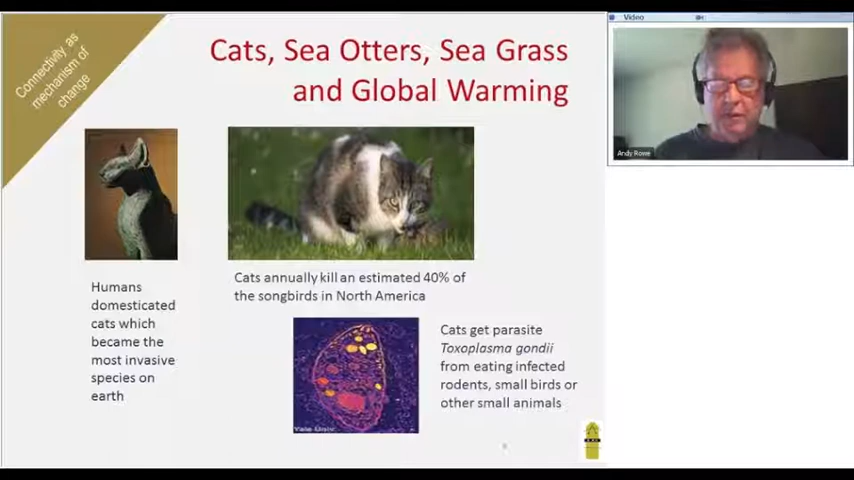 Connectivity as
mechanism of
change
Cats, Sea Otters, Sea Grass
and Global Warming
Humans
domesticated
cats which
became the
most invasive
species on
earth
Cats annually kill an estimated 40% of
the songbirds in North America
Yale Univ.
Cats get parasite
Toxoplasma gondii
from eating infected
rodents, small birds or
other small animals
Video
Andy Rowe